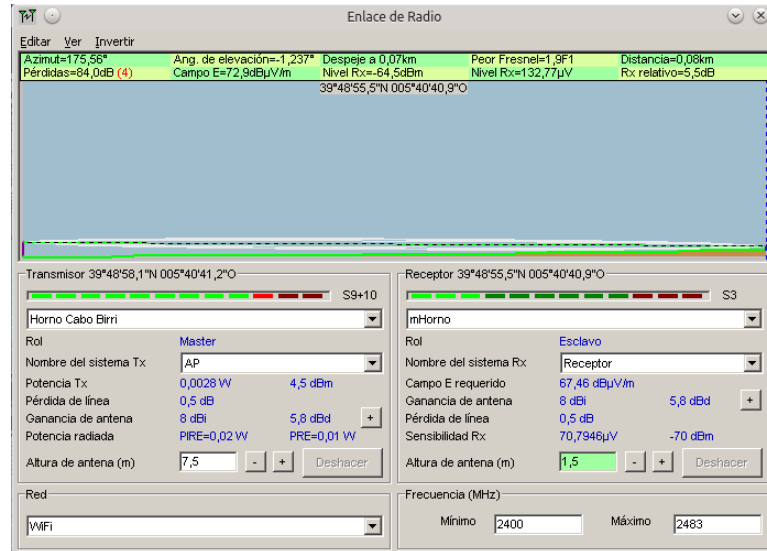 Enlace de Radio
Editar Ver Invertir
Azimut=175,56° Ang. de elevación=-1,237° Despeje a 0,07km Peor Fresnel=1,9F1 Distancia=0,08km
Pérdidas=84,0dB (4) Campo E=72,9dBµV/m Nivel Rx=-64,5dBm Nivel Rx=132,77µV Rx relativo=5,5dB
39°48'55,5"N 005°40'40,9"O
Transmisor 39°48'58,1"N 005°40'41,2"O
S9+10
Horno Cabo Birri
Rol Master
Nombre del sistema Tx AP
Potencia Tx 0,0028 W 4,5 dBm
Pérdida de línea 0,5 dB
Ganancia de antena 8 dBi 5,8 dBd +
Potencia radiada PIRE=0,02 W PRE=0,01 W
Altura de antena (m) 7,5 - + Deshacer
Red
WiFi
Receptor 39°48'55,5"N 005°40'40,9"O
S3
mHorno
Rol Esclavo
Nombre del sistema Rx Receptor
Campo E requerido 67,46 dBµV/m
Ganancia de antena 8 dBi 5,8 dBd +
Pérdida de línea 0,5 dB
Sensibilidad Rx 70,7946µV -70 dBm
Altura de antena (m) 1,5 - + Deshacer
Frecuencia (MHz)
Mínimo 2400 Máximo 2483